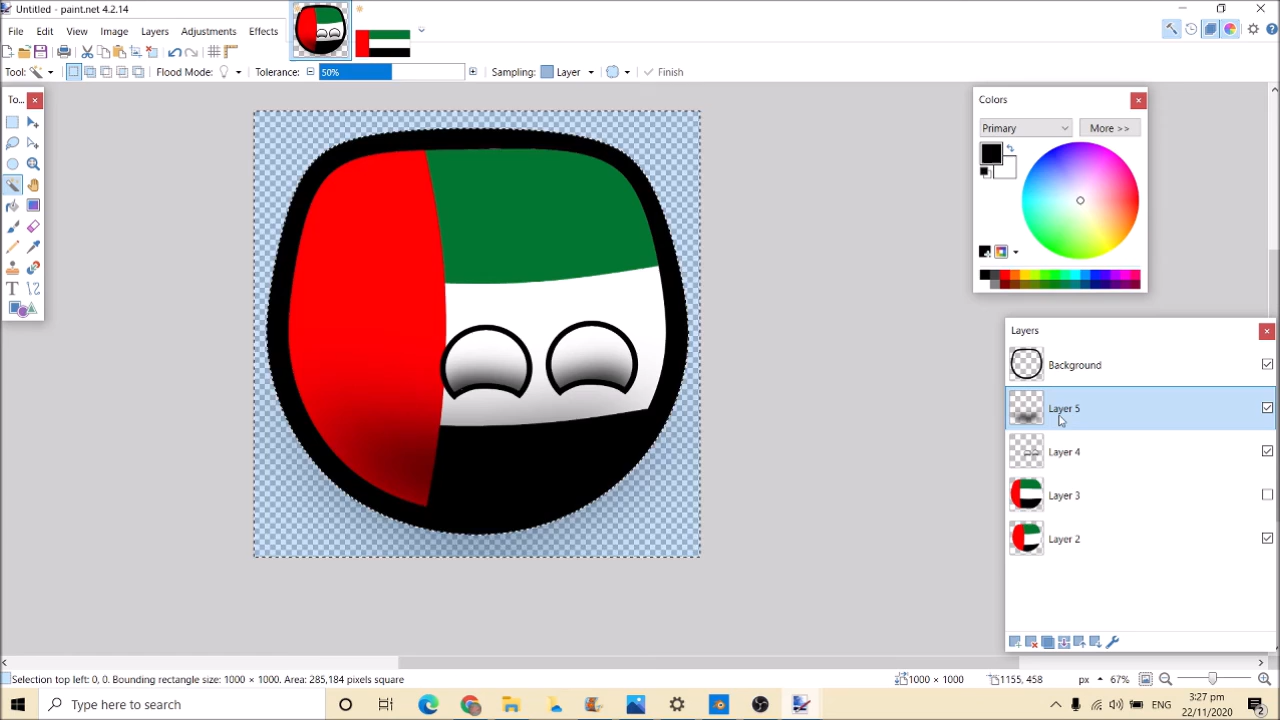 Untitled - paint.net 4.2.14
File Edit View Image Layers Adjustments Effects
Tool: Flood Mode: Tolerance: 50% Sampling: Layer Finish
To...
Colors
Primary More >>
Layers
Background
Layer 5
Layer 4
Layer 3
Layer 2
Selection top left: 0, 0. Bounding rectangle size: 1000 × 1000. Area: 285,184 pixels square 1000 × 1000 1155, 458 px 67%
Type here to search ENG 3:27 pm
22/11/2020 2